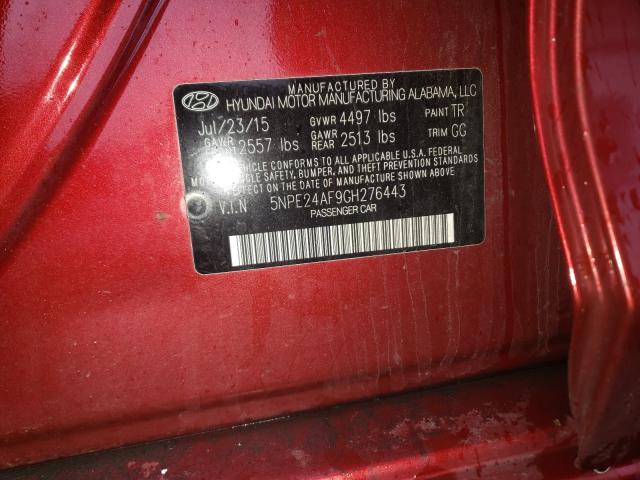 MANUFACTURED BY
HYUNDAI MOTOR MANUFACTURING ALABAMA, LLC
Jul/23/15 GVWR 4497 lbs PAINT TR
GAWR 2557 lbs GAWR REAR 2513 lbs TRIM GG
VEHICLE CONFORMS TO ALL APPLICABLE U.S.A. FEDERAL
VEHICLE SAFETY, BUMPER, AND THEFT PREVENTION STANDARDS
EFFECT ON THE DATE OF MANUFACTURE SHOWN ABOVE
V.I.N 5NPE24AF9GH276443
PASSENGER CAR